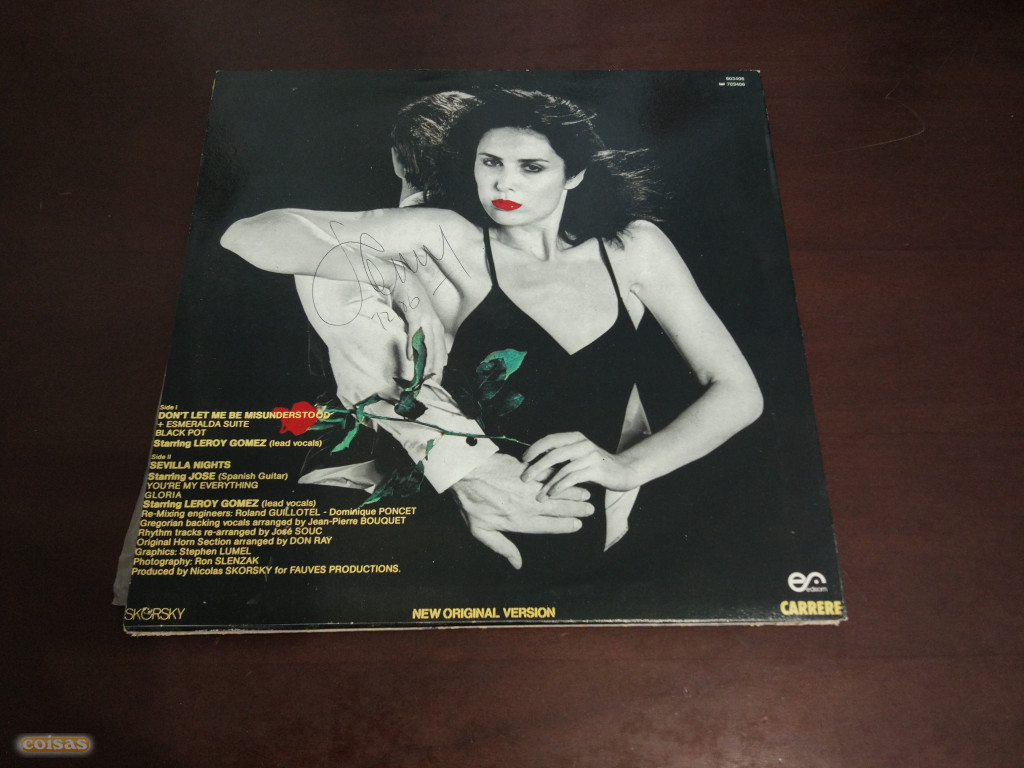 803499
Side I
DON'T LET ME BE MISUNDERSTOOD
+ ESMERALDA SUITE
BLACK POT
Starring LEROY GOMEZ (lead vocals)
Side II
SEVILLA NIGHTS
Starring JOSE (Spanish Guitar)
YOU'RE MY EVERYTHING
GLORIA
Starring LEROY GOMEZ (lead vocals)
Re-Mixing engineers: Roland GUILLOTEL - Dominique PONCET
Gregorian backing vocals arranged by Jean-Pierre BOUQUET
Rhythm tracks re-arranged by José SOUC
Original Horn Section arranged by DON RAY
Graphics: Stephen LUMEL
Photography: Ron SLENZAK
Produced by Nicolas SKORSKY for FAUVES PRODUCTIONS.
SKORSKY
NEW ORIGINAL VERSION
edisom
CARRERE
coisas